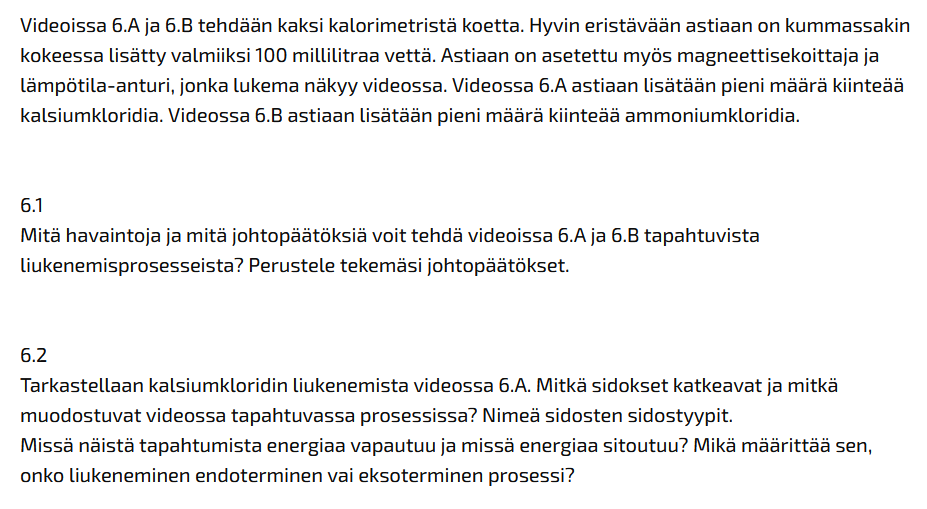 Videoissa 6.A ja 6.B tehdään kaksi kalorimetristä koetta. Hyvin eristävään astiaan on kummassakin
kokeessa lisätty valmiiksi 100 millilitraa vettä. Astiaan on asetettu myös magneettisekoittaja ja
lämpötila-anturi, jonka lukema näkyy videossa. Videossa 6.A astiaan lisätään pieni määrä kiinteää
kalsiumkloridia. Videossa 6.B astiaan lisätään pieni määrä kiinteää ammoniumkloridia.
6.1
Mitä havaintoja ja mitä johtopäätöksiä voit tehdä videoissa 6.A ja 6.B tapahtuvista
liukenemisprosesseista? Perustele tekemäsi johtopäätökset.
6.2
Tarkastellaan kalsiumkloridin liukenemista videossa 6.A. Mitkä sidokset katkeavat ja mitkä
muodostuvat videossa tapahtuvassa prosessissa? Nimeä sidosten sidostyypit.
Missä näistä tapahtumista energiaa vapautuu ja missä energiaa sitoutuu? Mikä määrittää sen,
onko liukeneminen endoterminen vai eksoterminen prosessi?